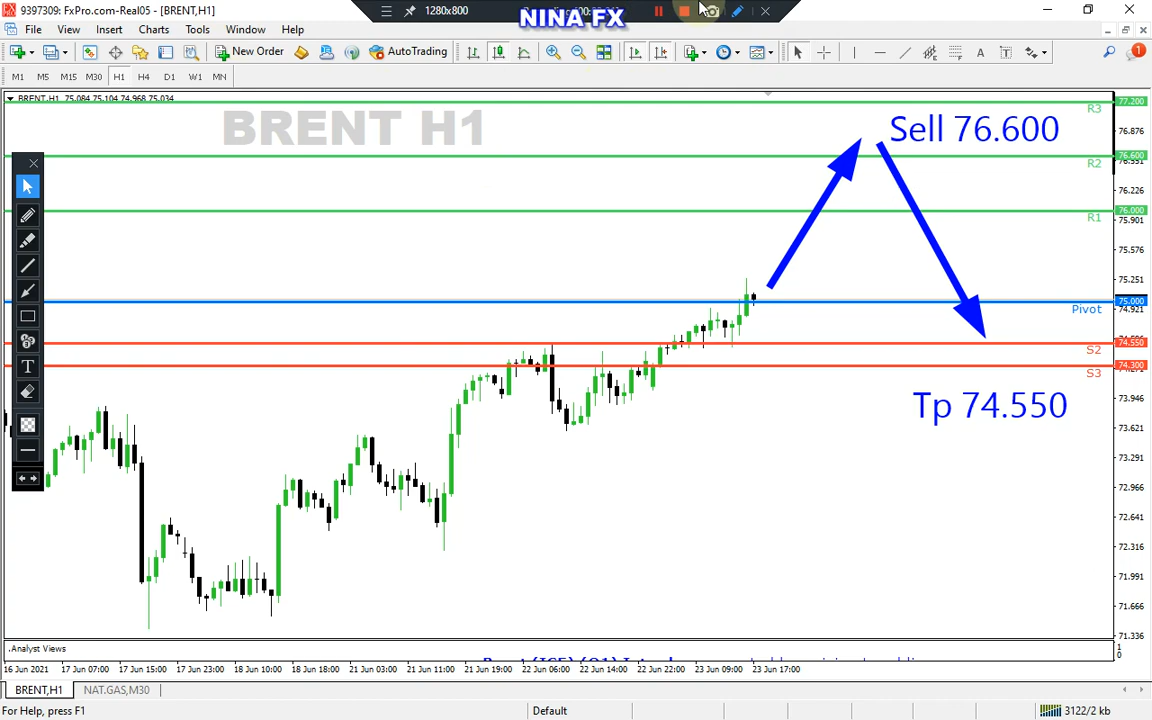 9397309: FxPro.com-Real05 - [BRENT,H1]
1280x800
NINA FX
File View Insert Charts Tools Window Help
New Order
AutoTrading
1
M1 M5 M15 M30 H1 H4 D1 W1 MN
BRENT,H1 75.084 75.104 74.968 75.034
BRENT H1
77.200
R3
Sell 76.600
76.876
76.600
76.551
R2
76.226
76.000
R1
75.901
75.576
75.251
75.000
74.921
Pivot
74.550
S2
74.300
S3
73.946
Tp 74.550
73.621
73.291
72.966
72.641
72.316
71.991
71.666
71.336
Analyst Views
1
0
16 Jun 2021 17 Jun 07:00 17 Jun 15:00 17 Jun 23:00 18 Jun 10:00 18 Jun 18:00 21 Jun 03:00 21 Jun 11:00 21 Jun 19:00 22 Jun 06:00 22 Jun 14:00 22 Jun 22:00 23 Jun 09:00 23 Jun 17:00
BRENT,H1 NAT.GAS,M30
For Help, press F1
Default
3122/2 kb